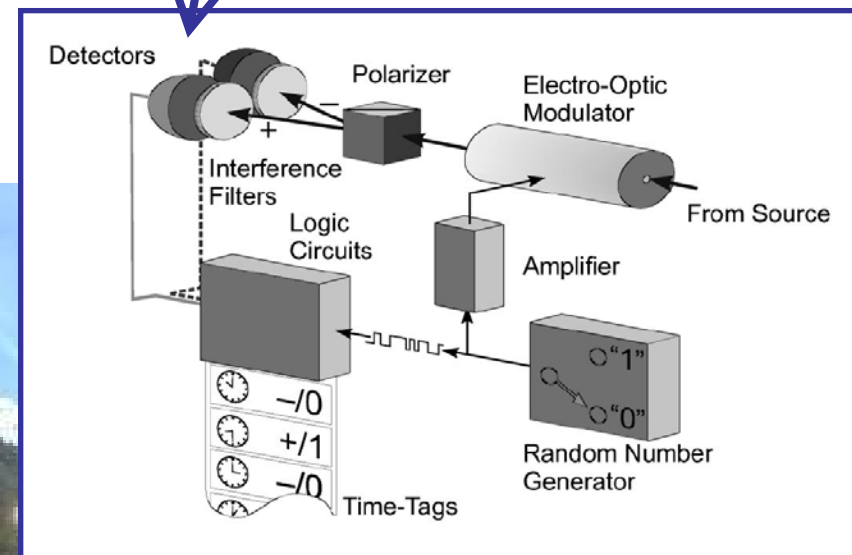 Detectors
Polarizer
Electro-Optic
Modulator
−
+
Interference
Filters
From Source
Logic
Circuits
Amplifier
"1"
"0"
−/0
+/1
−/0
Random Number
Generator
Time-Tags